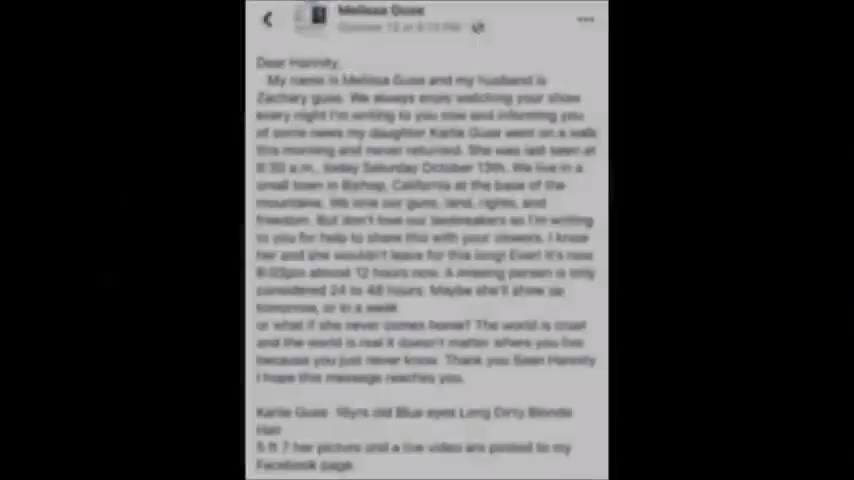 Melissa Guse
October 13 at 8:13 PM
Dear Hannity,
My name is Melissa Guse and my husband is
Zachary guse. We always enjoy watching your show
every night I'm writing to you now and informing you
of some news my daughter Karlie Guse went on a walk
this morning and never returned. She was last seen at
6:30 a.m., today Saturday October 13th. We live in a
small town in Bishop, California at the base of the
mountains. We love our guns, land, rights, and
freedom. But don't love our lawmakers so I'm writing
to you for help to share this with your viewers. I know
her and she wouldn't leave for this long! Ever! It's now
6:03pm almost 12 hours now. A missing person is only
considered 24 to 48 hours. Maybe she'll show up
tomorrow, or in a week
or what if she never comes home? The world is cruel
and the world is real it doesn't matter where you live
because you just never know. Thank you Sean Hannity
I hope this message reaches you.
Karlie Guse 16yrs old Blue eyes Long Dirty Blonde
Hair
5 ft 7 her picture and a live video are posted to my
Facebook page